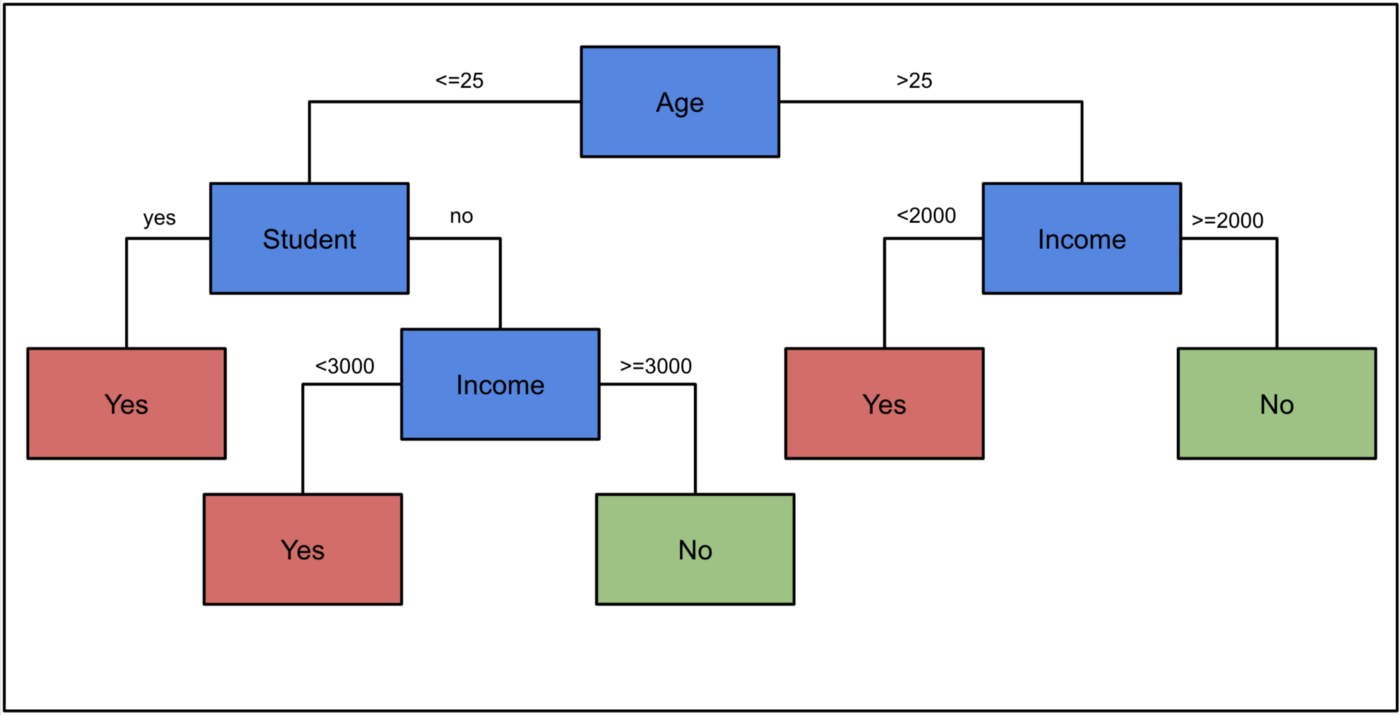 <=25
Age
>25
yes
Student
no
<2000
Income
>=2000
Yes
<3000
Income
>=3000
Yes
No
Yes
No